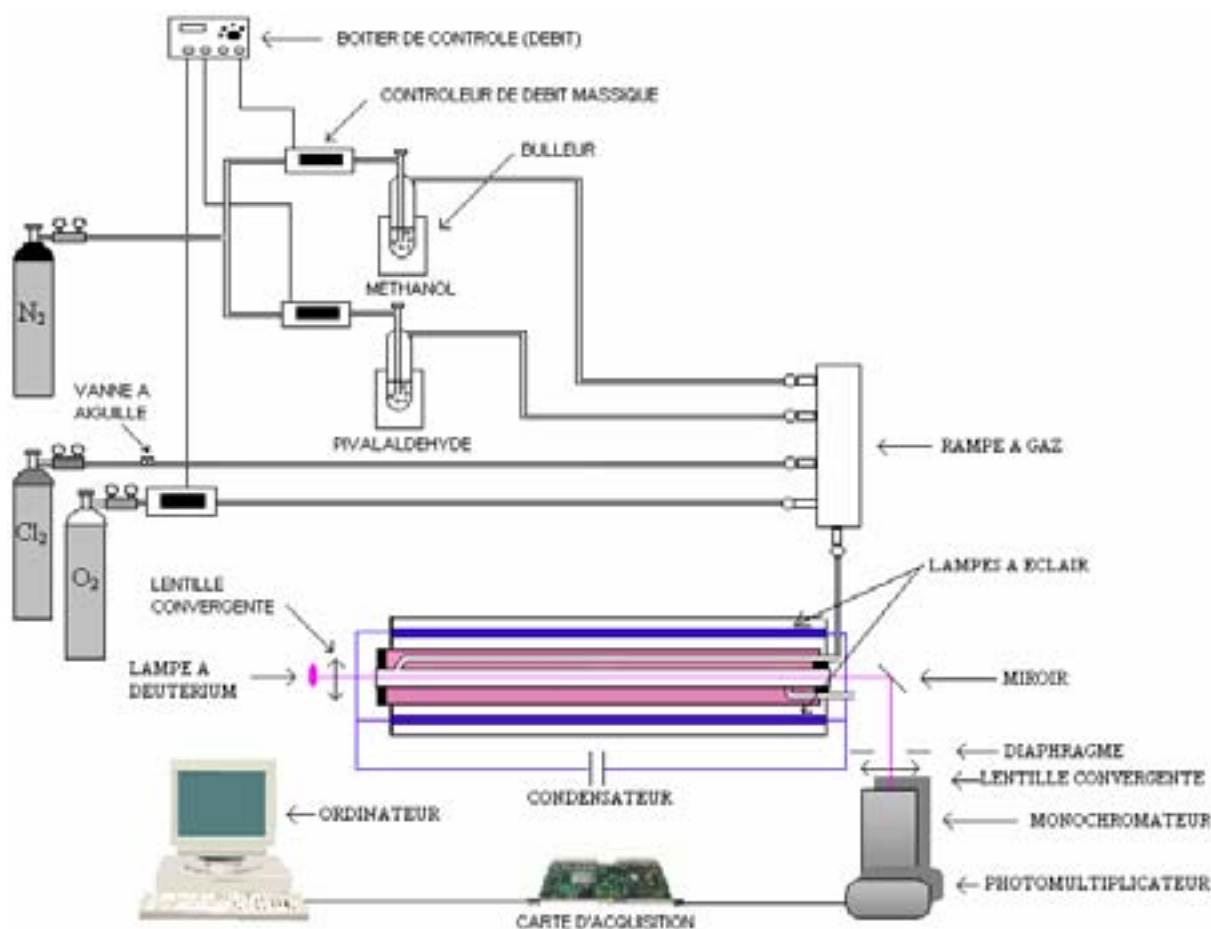 BOITIER DE CONTROLE (DEBIT)
CONTROLEUR DE DEBIT MASSIQUE
BULLEUR
METHANOL
N2
VANNE A
AIGUILLE
PIVALALDEHYDE
RAMPE A GAZ
Cl2
O2
LENTILLE
CONVERGENTE
LAMPES A ECLAIR
LAMPE A
DEUTERIUM
MIROIR
DIAPHRAGME
LENTILLE CONVERGENTE
CONDENSATEUR
ORDINATEUR
MONOCHROMATEUR
PHOTOMULTIPLICATEUR
CARTE D'ACQUISITION